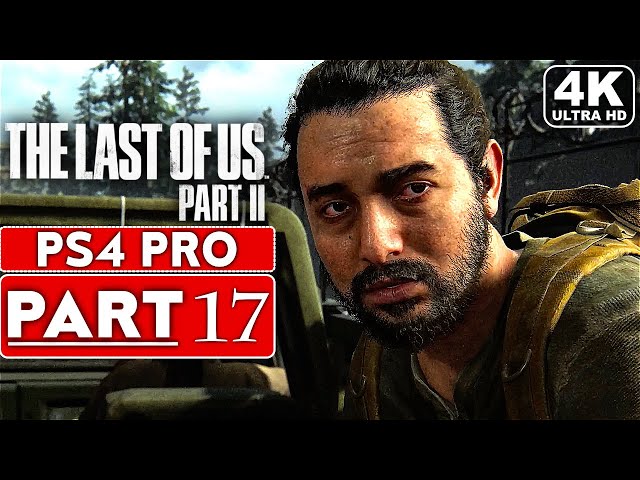 4K
ULTRA HD
THE LAST OF US
PART II
PS4 PRO
PART 17